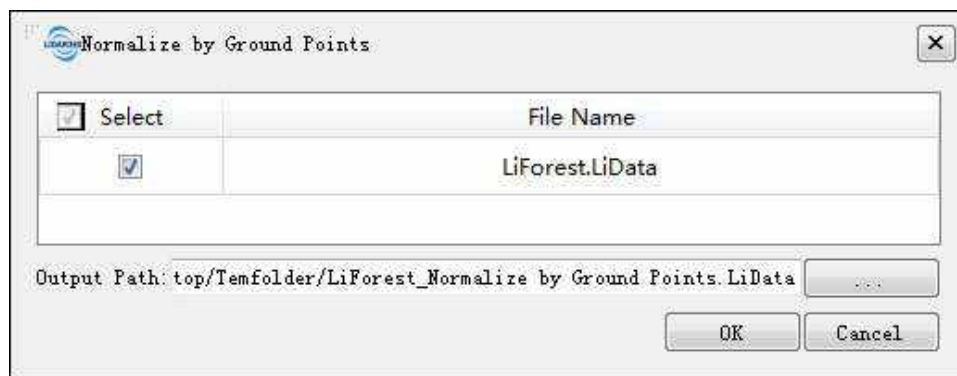 Normalize by Ground Points
Select File Name
LiForest.LiData
Output Path: top/Temfolder/LiForest_Normalize by Ground Points.LiData ...
OK Cancel